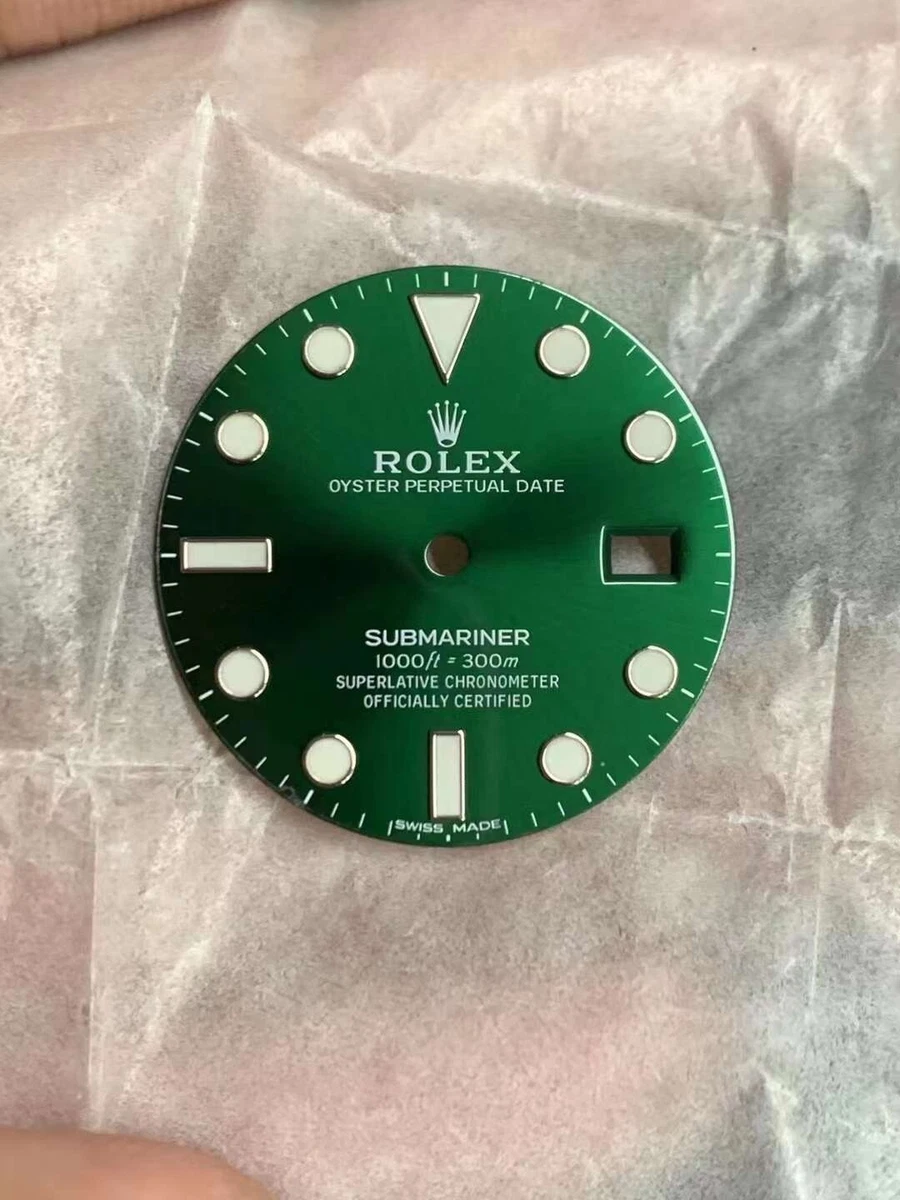 ROLEX
OYSTER PERPETUAL DATE
SUBMARINER
1000ft = 300m
SUPERLATIVE CHRONOMETER
OFFICIALLY CERTIFIED
SWISS MADE